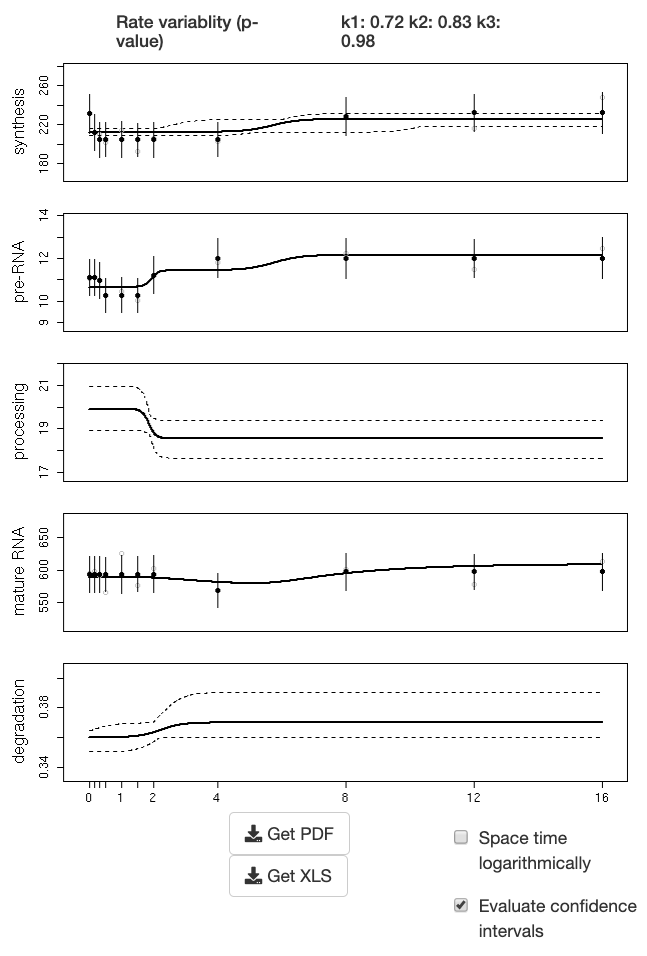 Rate variablity (p-
value)
k1: 0.72 k2: 0.83 k3:
0.98
synthesis
260
220
180
pre-RNA
14
12
10
9
processing
21
19
17
mature RNA
650
600
550
degradation
0.38
0.34
0 1 2 4 8 12 16
Get PDF
Get XLS
Space time
logarithmically
Evaluate confidence
intervals